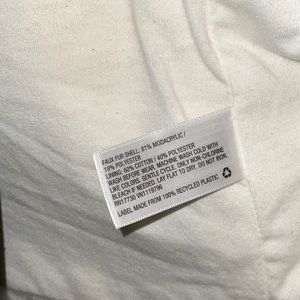 FAUX FUR SHELL: 81% MODACRYLIC /
19% POLYESTER
LINING: 60% COTTON / 40% POLYESTER
WASH BEFORE WEAR. MACHINE WASH COLD WITH
LIKE COLORS. GENTLE CYCLE. ONLY NON-CHLORINE
BLEACH IF NEEDED. LAY FLAT TO DRY. DO NOT IRON.
RN17730 VN1119796
LABEL MADE FROM 100% RECYCLED PLASTIC